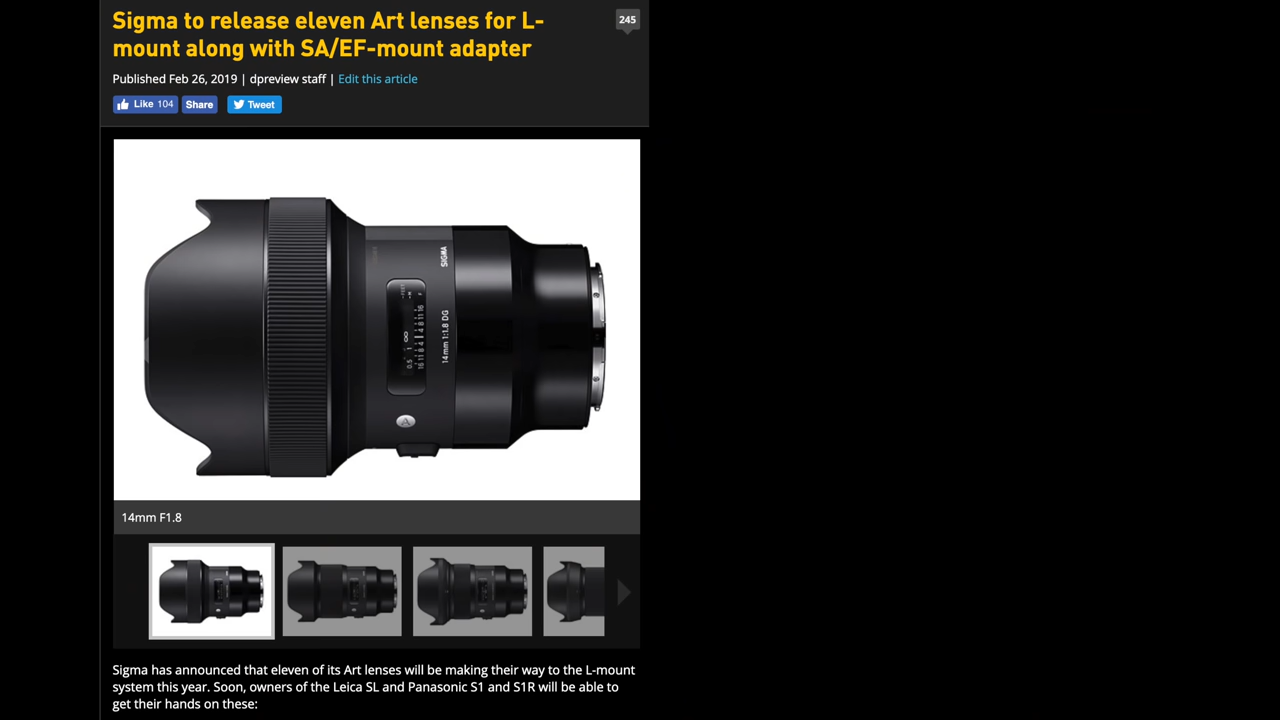 Sigma to release eleven Art lenses for L-
mount along with SA/EF-mount adapter
245
Published Feb 26, 2019 | dpreview staff | Edit this article
Like 104 Share Tweet
SIGMA
14mm 1:1.8 DG
A
14mm F1.8
Sigma has announced that eleven of its Art lenses will be making their way to the L-mount
system this year. Soon, owners of the Leica SL and Panasonic S1 and S1R will be able to
get their hands on these: